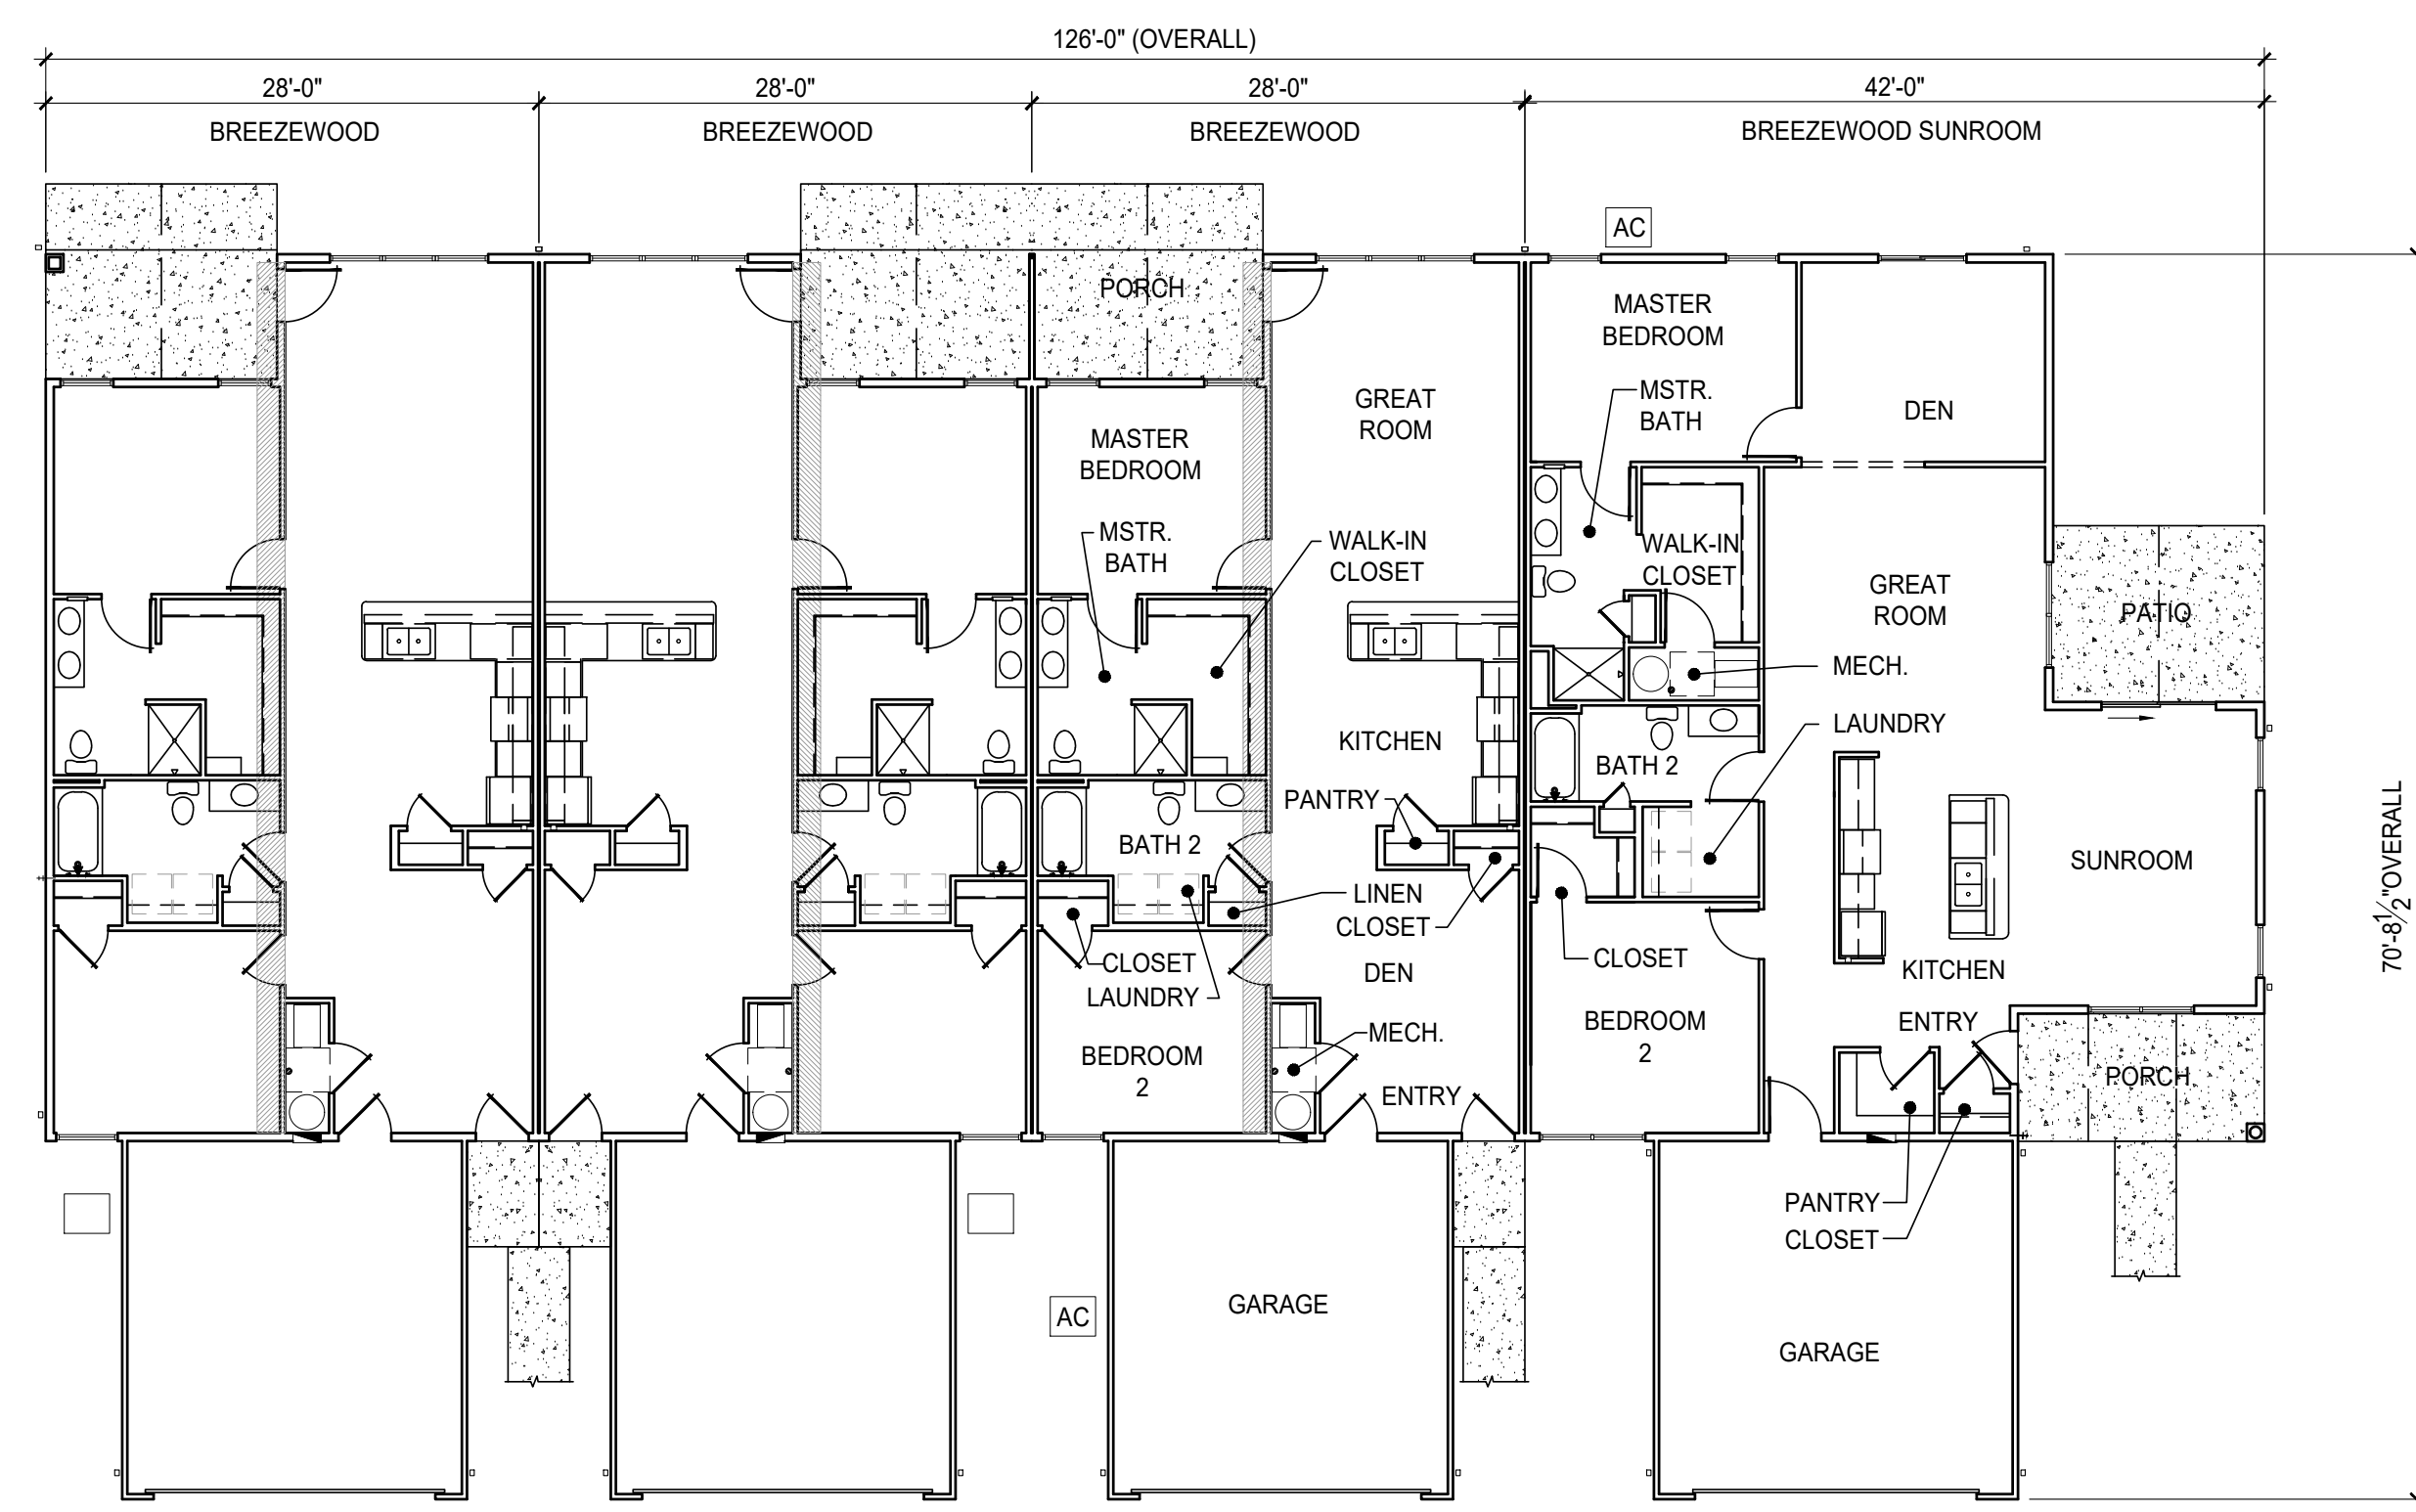 126'-0" (OVERALL)
28'-0"
28'-0"
28'-0"
42'-0"
BREEZEWOOD
BREEZEWOOD
BREEZEWOOD
BREEZEWOOD SUNROOM
AC
PORCH
MASTER
BEDROOM
GREAT
ROOM
MSTR.
BATH
DEN
MASTER
BEDROOM
MSTR.
BATH
WALK-IN
CLOSET
WALK-IN
CLOSET
GREAT
ROOM
PATIO
MECH.
LAUNDRY
KITCHEN
BATH 2
PANTRY
BATH 2
SUNROOM
70'-8 1/2" OVERALL
LINEN
CLOSET
CLOSET
CLOSET
DEN
KITCHEN
LAUNDRY
BEDROOM
2
ENTRY
MECH.
BEDROOM
2
PORCH
ENTRY
PANTRY
CLOSET
AC
GARAGE
GARAGE